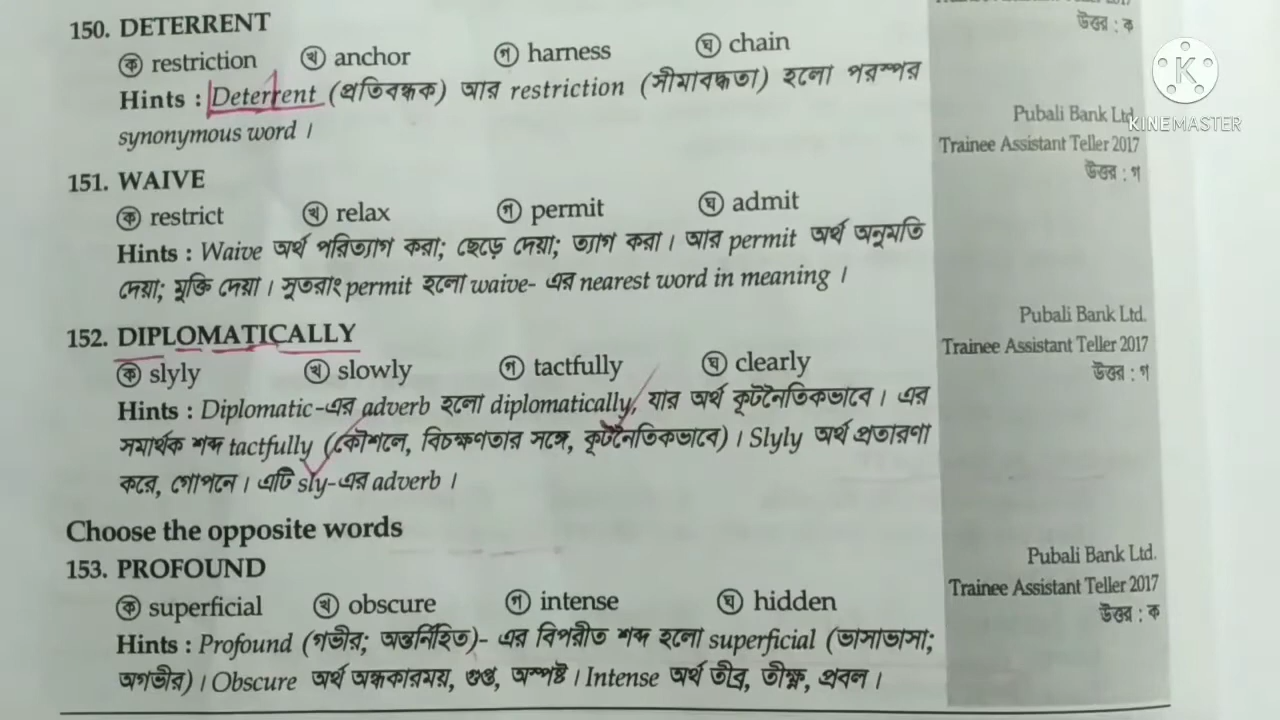 150. DETERRENT
Trainee Assistant Teller 2017
উত্তর : ক
ক restriction খ anchor গ harness ঘ chain
Hints : Deterrent (প্রতিবন্ধক) আর restriction (সীমাবদ্ধতা) হলো পরস্পর
synonymous word ।
K
KINEMASTER
Pubali Bank Ltd.
Trainee Assistant Teller 2017
উত্তর : গ
151. WAIVE
ক restrict খ relax গ permit ঘ admit
Hints : Waive অর্থ পরিত্যাগ করা; ছেড়ে দেয়া; ত্যাগ করা । আর permit অর্থ অনুমতি
দেয়া; মুক্তি দেয়া । সুতরাং permit হলো waive- এর nearest word in meaning ।
152. DIPLOMATICALLY
Pubali Bank Ltd.
Trainee Assistant Teller 2017
উত্তর : গ
ক slyly খ slowly গ tactfully ঘ clearly
Hints : Diplomatic-এর adverb হলো diplomatically, যার অর্থ কূটনৈতিকভাবে । এর
সমার্থক শব্দ tactfully (কৌশলে, বিচক্ষণতার সঙ্গে, কূটনৈতিকভাবে) । Slyly অর্থ প্রতারণা
করে, গোপনে । এটি sly-এর adverb ।
Choose the opposite words
153. PROFOUND
Pubali Bank Ltd.
Trainee Assistant Teller 2017
উত্তর : ক
ক superficial খ obscure গ intense ঘ hidden
Hints : Profound (গভীর; অন্তর্নিহিত)- এর বিপরীত শব্দ হলো superficial (ভাসাভাসা;
অগভীর) । Obscure অর্থ অন্ধকারময়, গুপ্ত, অস্পষ্ট । Intense অর্থ তীব্র, তীক্ষ্ণ, প্রবল ।